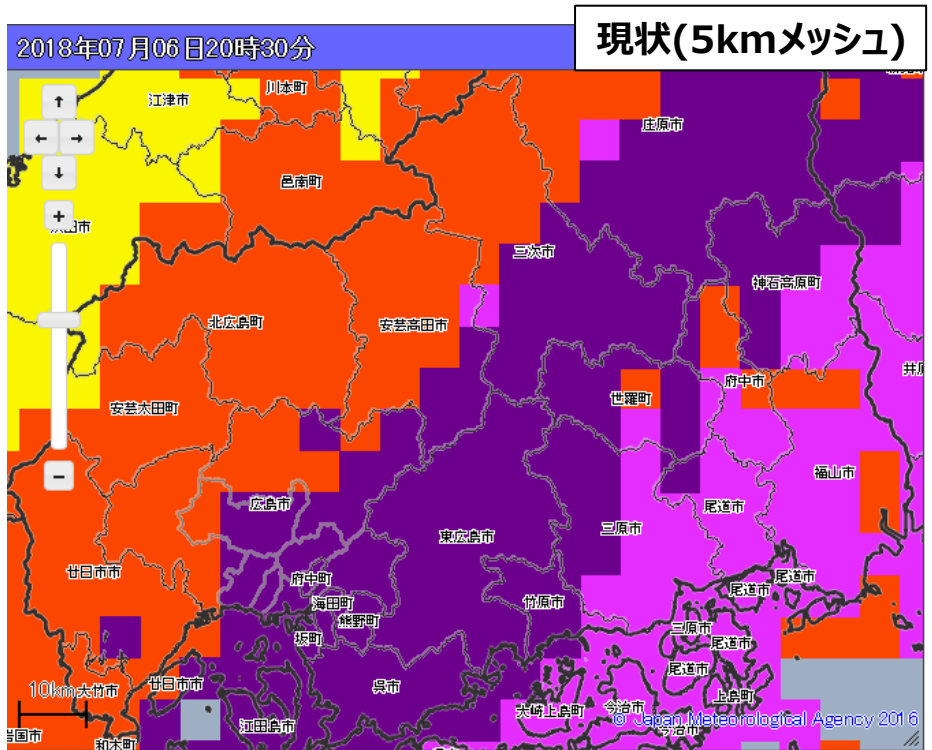 現状(5kmメッシュ)
2018年07月06日20時30分
川本町
江津市
庄原市
邑南町
三次市
神石高原町
北広島町
安芸高田市
府中市
世羅町
安芸太田町
福山市
広島市
尾道市
三原市
東広島市
廿日市市
府中町
尾道市
尾道市
海田町
竹原市
熊野町
坂町
三原市
尾道市
尾道市
呉市
廿日市市
10km
大竹市
上島町
大崎上島町
今治市
江田島市
© Japan Meteorological Agency 2016
今治市
和木町